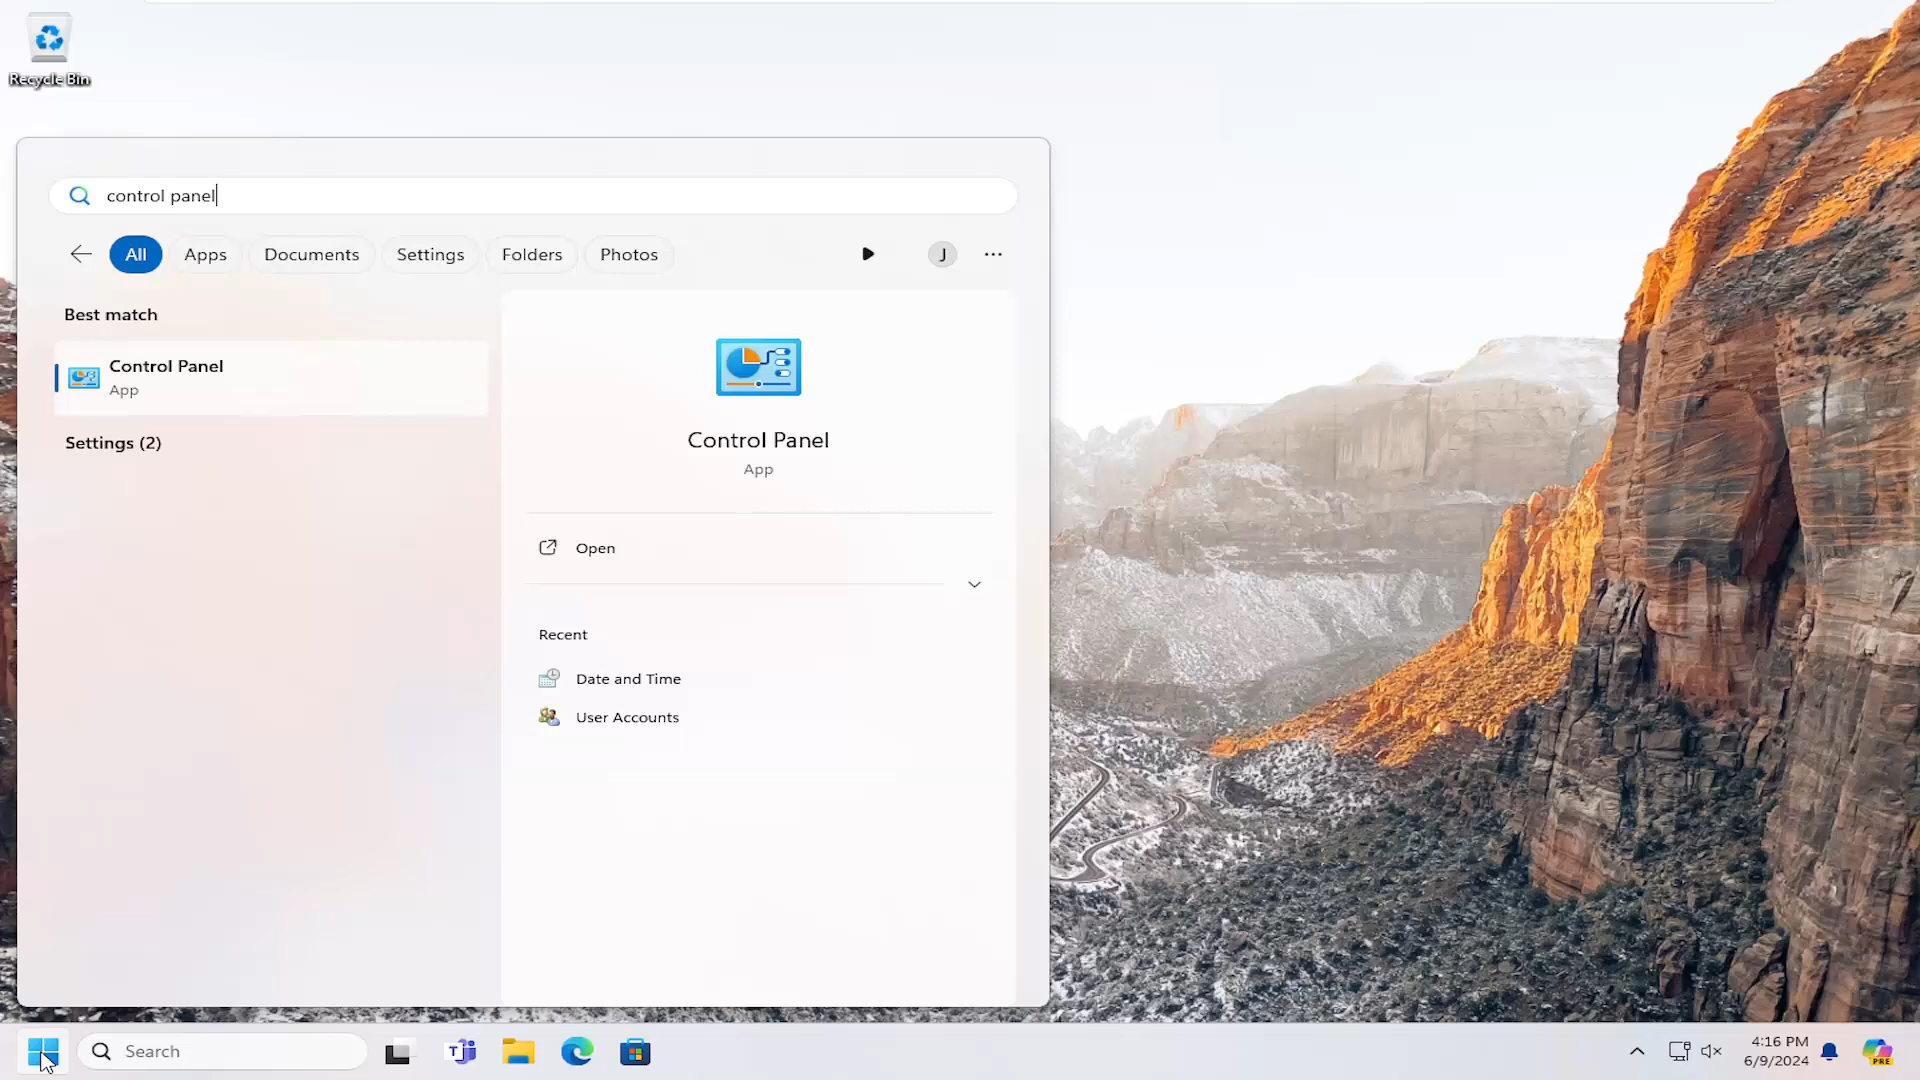 Recycle Bin
control panel
All Apps Documents Settings Folders Photos J
Best match
Control Panel
App
Settings (2)
Control Panel
App
Open
Recent
Date and Time
User Accounts
Search
4:16 PM
6/9/2024
PRE